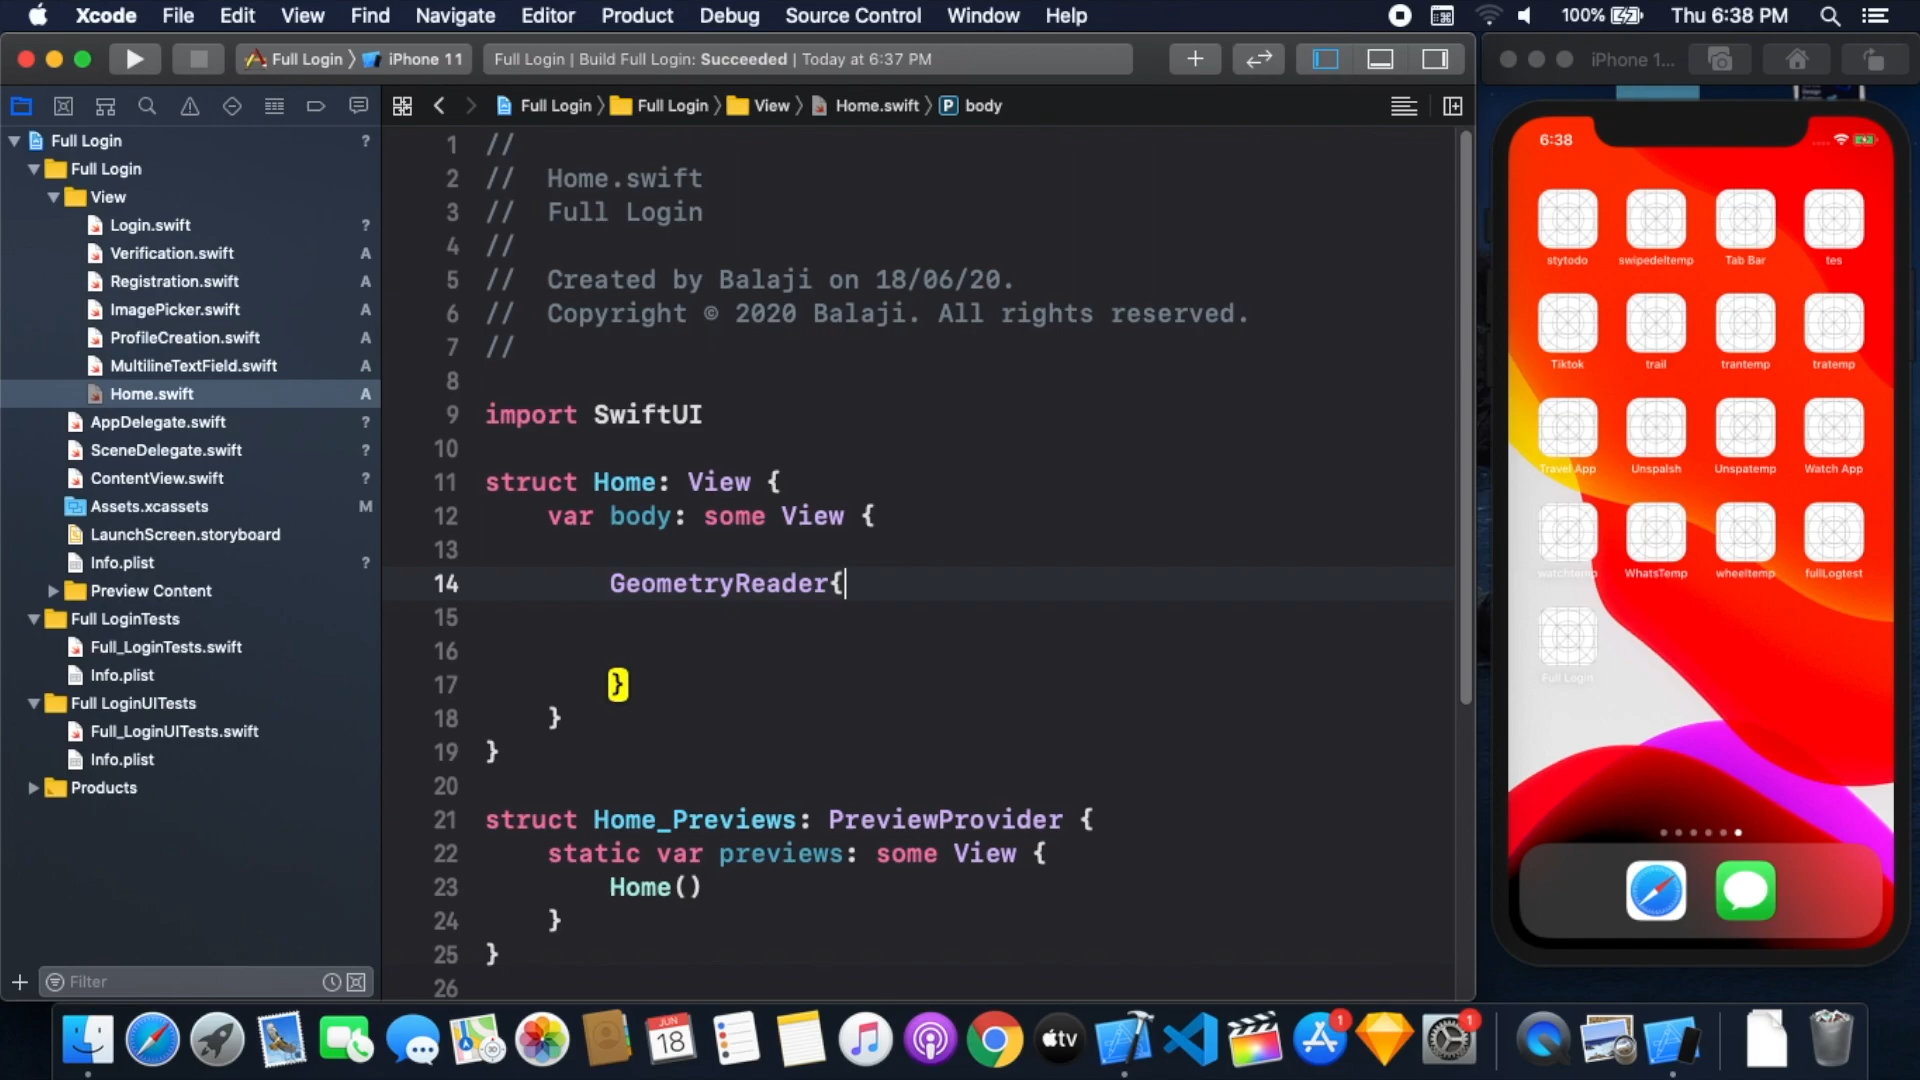 Xcode File Edit View Find Navigate Editor Product Debug Source Control Window Help 100% Thu 6:38 PM
Full Login 〉 iPhone 11 Full Login | Build Full Login: Succeeded | Today at 6:37 PM iPhone 1...
Full Login 〉 Full Login 〉 View 〉 Home.swift 〉 P body
Full Login ?
Full Login
View
Login.swift ?
Verification.swift A
Registration.swift A
ImagePicker.swift A
ProfileCreation.swift A
MultilineTextField.swift A
Home.swift A
AppDelegate.swift ?
SceneDelegate.swift ?
ContentView.swift ?
Assets.xcassets M
LaunchScreen.storyboard
Info.plist ?
Preview Content
Full LoginTests
Full_LoginTests.swift
Info.plist
Full LoginUITests
Full_LoginUITests.swift
Info.plist
Products
Filter
1 //
2 // Home.swift
3 // Full Login
4 //
5 // Created by Balaji on 18/06/20.
6 // Copyright © 2020 Balaji. All rights reserved.
7 //
8
9 import SwiftUI
10
11 struct Home: View {
12 var body: some View {
13
14 GeometryReader{
15
16
17 }
18 }
19 }
20
21 struct Home_Previews: PreviewProvider {
22 static var previews: some View {
23 Home()
24 }
25 }
26
6:38
stytodo swipedeltemp Tab Bar tes
Tiktok trail trantemp tratemp
Travel App Unspalsh Unspatemp Watch App
watchtemp WhatsTemp wheeltemp fullLogtest
Full Login
JUN
18
tv
1
1